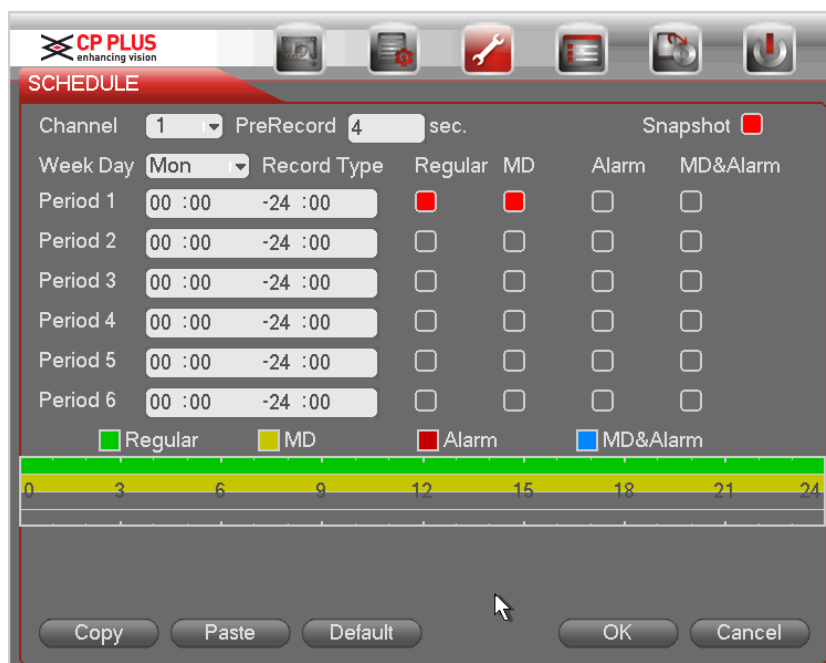 CP PLUS
enhancing vision
SCHEDULE
Channel 1 PreRecord 4 sec. Snapshot
Week Day Mon Record Type Regular MD Alarm MD&Alarm
Period 1 00 :00 -24 :00
Period 2 00 :00 -24 :00
Period 3 00 :00 -24 :00
Period 4 00 :00 -24 :00
Period 5 00 :00 -24 :00
Period 6 00 :00 -24 :00
Regular MD Alarm MD&Alarm
0 3 6 9 12 15 18 21 24
Copy Paste Default OK Cancel